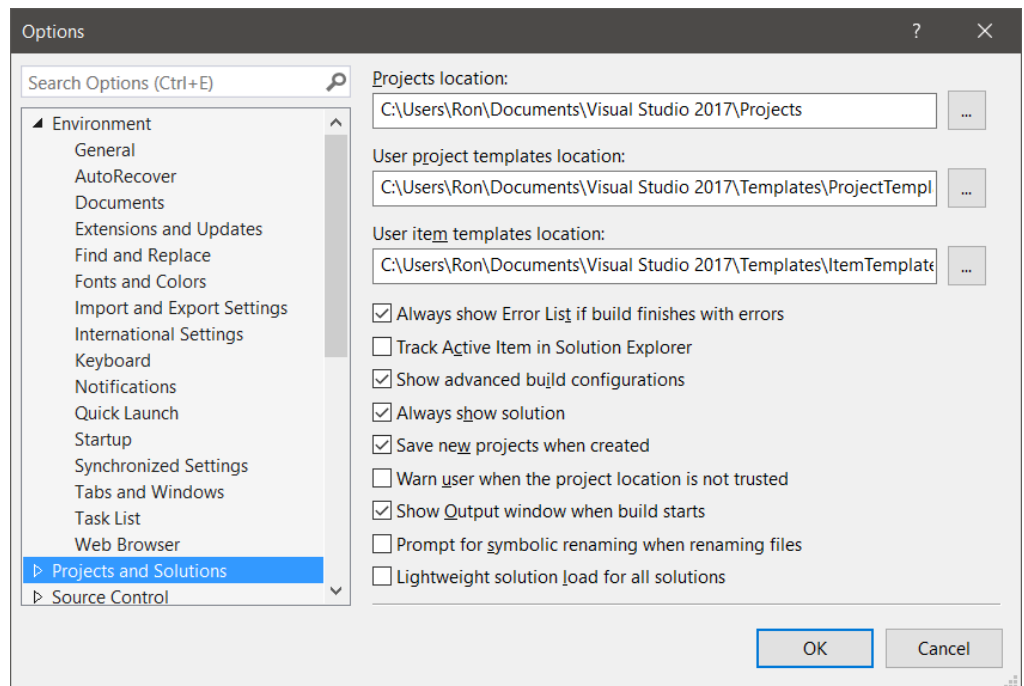 Options
?
Search Options (Ctrl+E)
Environment
General
AutoRecover
Documents
Extensions and Updates
Find and Replace
Fonts and Colors
Import and Export Settings
International Settings
Keyboard
Notifications
Quick Launch
Startup
Synchronized Settings
Tabs and Windows
Task List
Web Browser
Projects and Solutions
Source Control
Projects location:
C:\Users\Ron\Documents\Visual Studio 2017\Projects
...
User project templates location:
C:\Users\Ron\Documents\Visual Studio 2017\Templates\ProjectTempl
...
User item templates location:
C:\Users\Ron\Documents\Visual Studio 2017\Templates\ItemTemplate
...
Always show Error List if build finishes with errors
Track Active Item in Solution Explorer
Show advanced build configurations
Always show solution
Save new projects when created
Warn user when the project location is not trusted
Show Output window when build starts
Prompt for symbolic renaming when renaming files
Lightweight solution load for all solutions
OK
Cancel